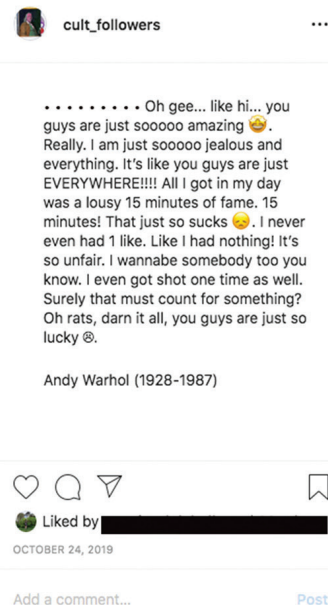 cult_followers
...
. . . . . . . . . Oh gee... like hi... you
guys are just sooooo amazing 🤩.
Really. I am just sooooo jealous and
everything. It's like you guys are just
EVERYWHERE!!!! All I got in my day
was a lousy 15 minutes of fame. 15
minutes! That just so sucks 😞. I never
even had 1 like. Like I had nothing! It's
so unfair. I wannabe somebody too you
know. I even got shot one time as well.
Surely that must count for something?
Oh rats, darn it all, you guys are just so
lucky ☹.
Andy Warhol (1928-1987)
Liked by
OCTOBER 24, 2019
Add a comment...
Post